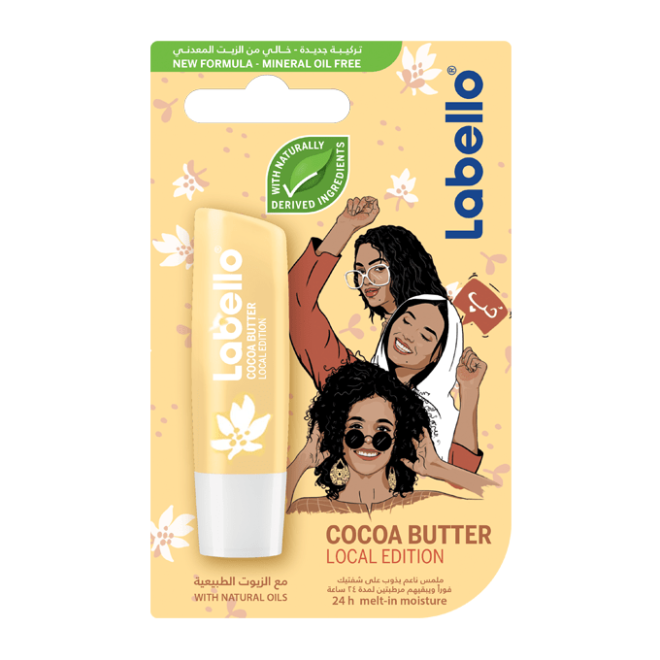 تركيبة جديدة - خالي من الزيت المعدني
NEW FORMULA - MINERAL OIL FREE
Labello®
WITH NATURALLY
DERIVED INGREDIENTS
Labello
COCOA BUTTER
LOCAL EDITION
حب
COCOA BUTTER
LOCAL EDITION
مع الزيوت الطبيعية
WITH NATURAL OILS
ملمس ناعم يذوب على شفتيك
فوراً ويبقيهم مرطبتين لمدة ٢٤ ساعة
24 h melt-in moisture